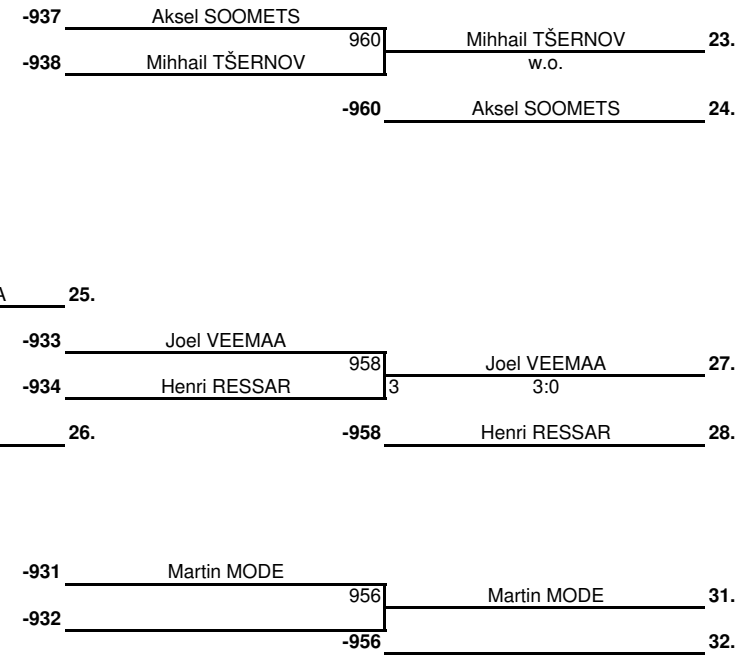 -937 Aksel SOOMETS
960 Mihhail TŠERNOV 23.
-938 Mihhail TŠERNOV w.o.
-960 Aksel SOOMETS 24.
A 25.
-933 Joel VEEMAA
958 Joel VEEMAA 27.
-934 Henri RESSAR 3 3:0
26. -958 Henri RESSAR 28.
-931 Martin MODE
956 Martin MODE 31.
-932
-956 32.